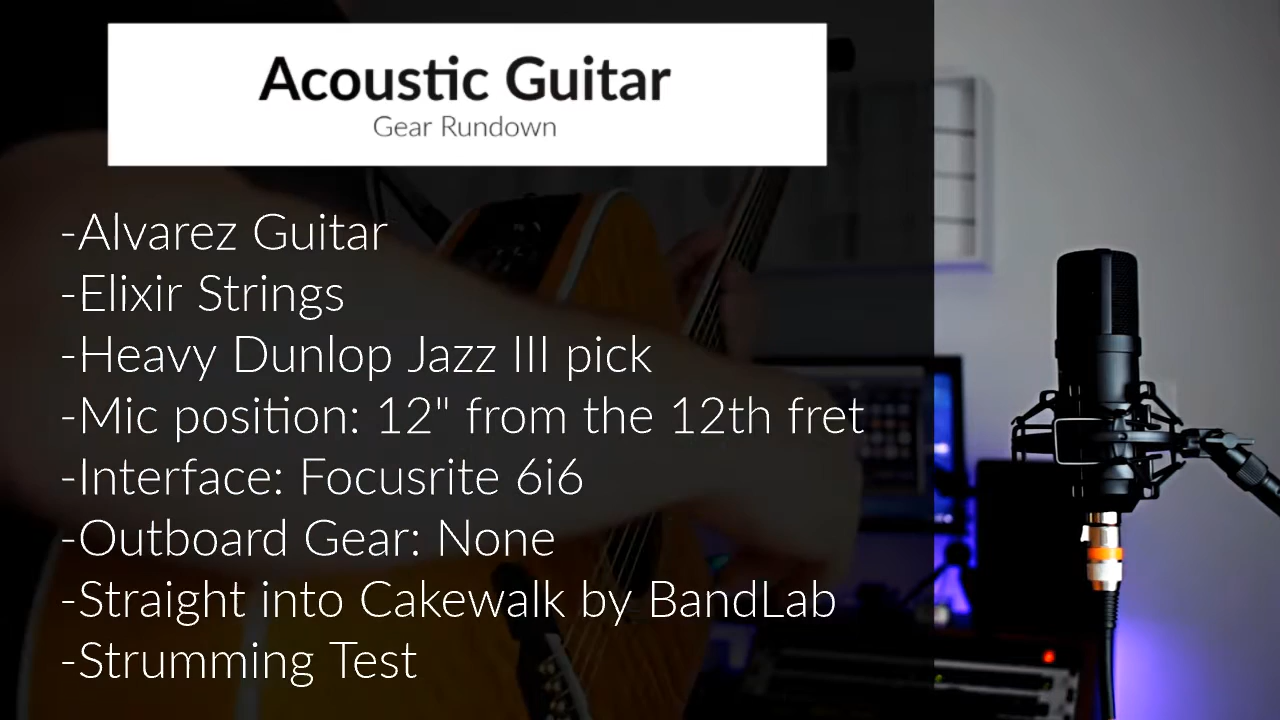 Acoustic Guitar
Gear Rundown
-Alvarez Guitar
-Elixir Strings
-Heavy Dunlop Jazz III pick
-Mic position: 12" from the 12th fret
-Interface: Focusrite 6i6
-Outboard Gear: None
-Straight into Cakewalk by BandLab
-Strumming Test